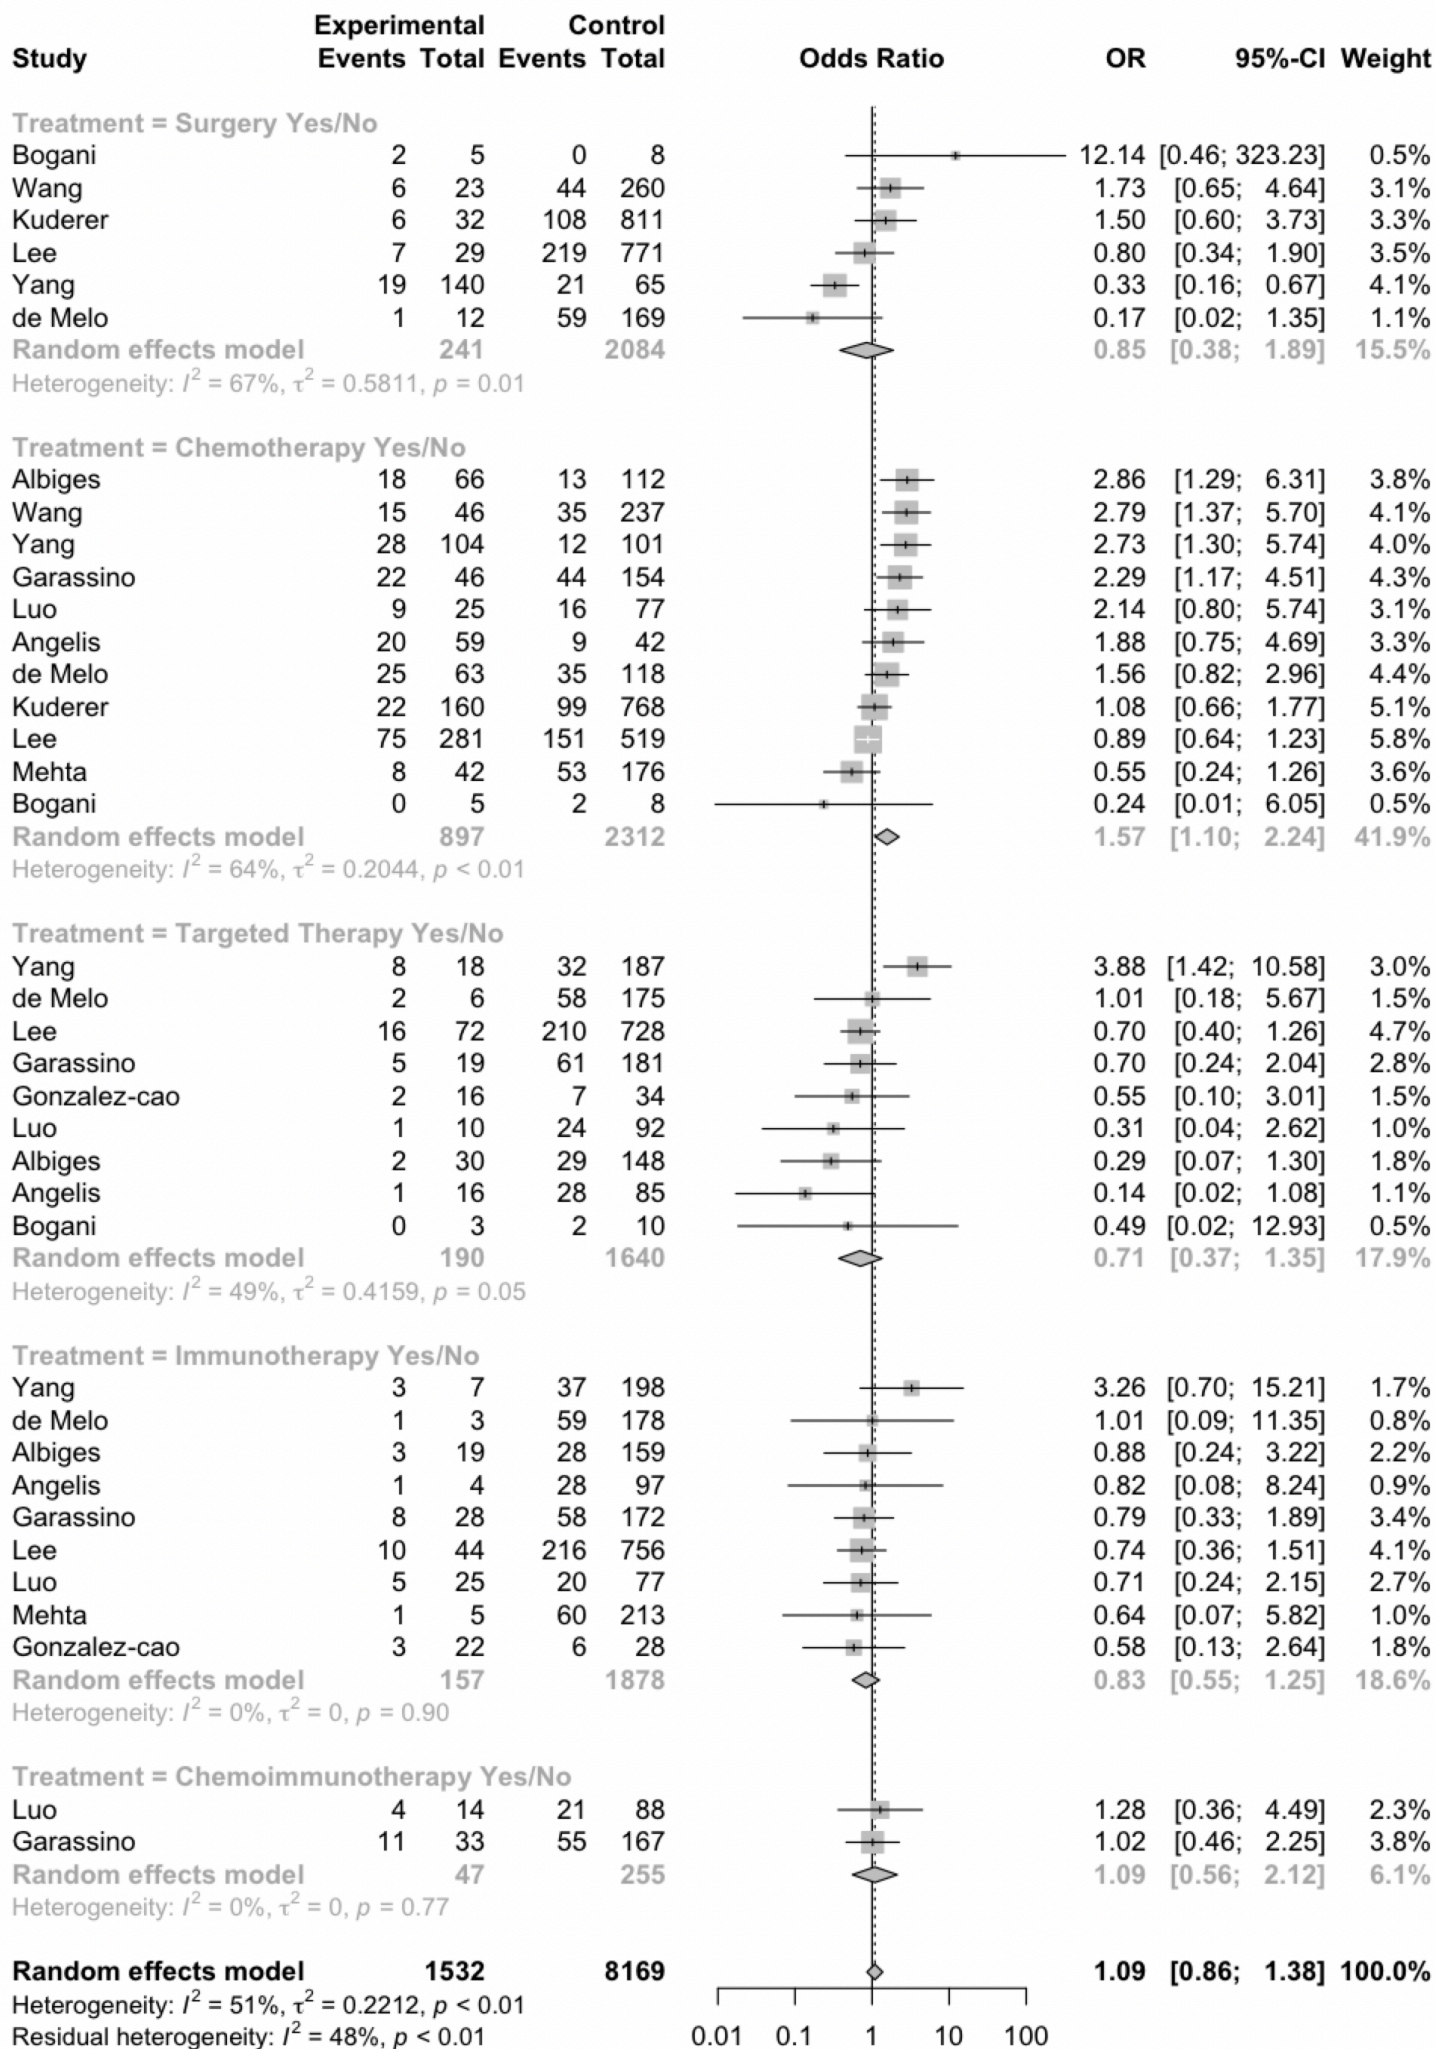 Experimental Control
Study Events Total Events Total Odds Ratio OR 95%-CI Weight
Treatment = Surgery Yes/No
Bogani 2 5 0 8 12.14 [0.46; 323.23] 0.5%
Wang 6 23 44 260 1.73 [0.65; 4.64] 3.1%
Kuderer 6 32 108 811 1.50 [0.60; 3.73] 3.3%
Lee 7 29 219 771 0.80 [0.34; 1.90] 3.5%
Yang 19 140 21 65 0.33 [0.16; 0.67] 4.1%
de Melo 1 12 59 169 0.17 [0.02; 1.35] 1.1%
Random effects model 241 2084 0.85 [0.38; 1.89] 15.5%
Heterogeneity: I² = 67%, τ² = 0.5811, p = 0.01
Treatment = Chemotherapy Yes/No
Albiges 18 66 13 112 2.86 [1.29; 6.31] 3.8%
Wang 15 46 35 237 2.79 [1.37; 5.70] 4.1%
Yang 28 104 12 101 2.73 [1.30; 5.74] 4.0%
Garassino 22 46 44 154 2.29 [1.17; 4.51] 4.3%
Luo 9 25 16 77 2.14 [0.80; 5.74] 3.1%
Angelis 20 59 9 42 1.88 [0.75; 4.69] 3.3%
de Melo 25 63 35 118 1.56 [0.82; 2.96] 4.4%
Kuderer 22 160 99 768 1.08 [0.66; 1.77] 5.1%
Lee 75 281 151 519 0.89 [0.64; 1.23] 5.8%
Mehta 8 42 53 176 0.55 [0.24; 1.26] 3.6%
Bogani 0 5 2 8 0.24 [0.01; 6.05] 0.5%
Random effects model 897 2312 1.57 [1.10; 2.24] 41.9%
Heterogeneity: I² = 64%, τ² = 0.2044, p < 0.01
Treatment = Targeted Therapy Yes/No
Yang 8 18 32 187 3.88 [1.42; 10.58] 3.0%
de Melo 2 6 58 175 1.01 [0.18; 5.67] 1.5%
Lee 16 72 210 728 0.70 [0.40; 1.26] 4.7%
Garassino 5 19 61 181 0.70 [0.24; 2.04] 2.8%
Gonzalez-cao 2 16 7 34 0.55 [0.10; 3.01] 1.5%
Luo 1 10 24 92 0.31 [0.04; 2.62] 1.0%
Albiges 2 30 29 148 0.29 [0.07; 1.30] 1.8%
Angelis 1 16 28 85 0.14 [0.02; 1.08] 1.1%
Bogani 0 3 2 10 0.49 [0.02; 12.93] 0.5%
Random effects model 190 1640 0.71 [0.37; 1.35] 17.9%
Heterogeneity: I² = 49%, τ² = 0.4159, p = 0.05
Treatment = Immunotherapy Yes/No
Yang 3 7 37 198 3.26 [0.70; 15.21] 1.7%
de Melo 1 3 59 178 1.01 [0.09; 11.35] 0.8%
Albiges 3 19 28 159 0.88 [0.24; 3.22] 2.2%
Angelis 1 4 28 97 0.82 [0.08; 8.24] 0.9%
Garassino 8 28 58 172 0.79 [0.33; 1.89] 3.4%
Lee 10 44 216 756 0.74 [0.36; 1.51] 4.1%
Luo 5 25 20 77 0.71 [0.24; 2.15] 2.7%
Mehta 1 5 60 213 0.64 [0.07; 5.82] 1.0%
Gonzalez-cao 3 22 6 28 0.58 [0.13; 2.64] 1.8%
Random effects model 157 1878 0.83 [0.55; 1.25] 18.6%
Heterogeneity: I² = 0%, τ² = 0, p = 0.90
Treatment = Chemoimmunotherapy Yes/No
Luo 4 14 21 88 1.28 [0.36; 4.49] 2.3%
Garassino 11 33 55 167 1.02 [0.46; 2.25] 3.8%
Random effects model 47 255 1.09 [0.56; 2.12] 6.1%
Heterogeneity: I² = 0%, τ² = 0, p = 0.77
Random effects model 1532 8169 1.09 [0.86; 1.38] 100.0%
Heterogeneity: I² = 51%, τ² = 0.2212, p < 0.01
Residual heterogeneity: I² = 48%, p < 0.01 0.01 0.1 1 10 100